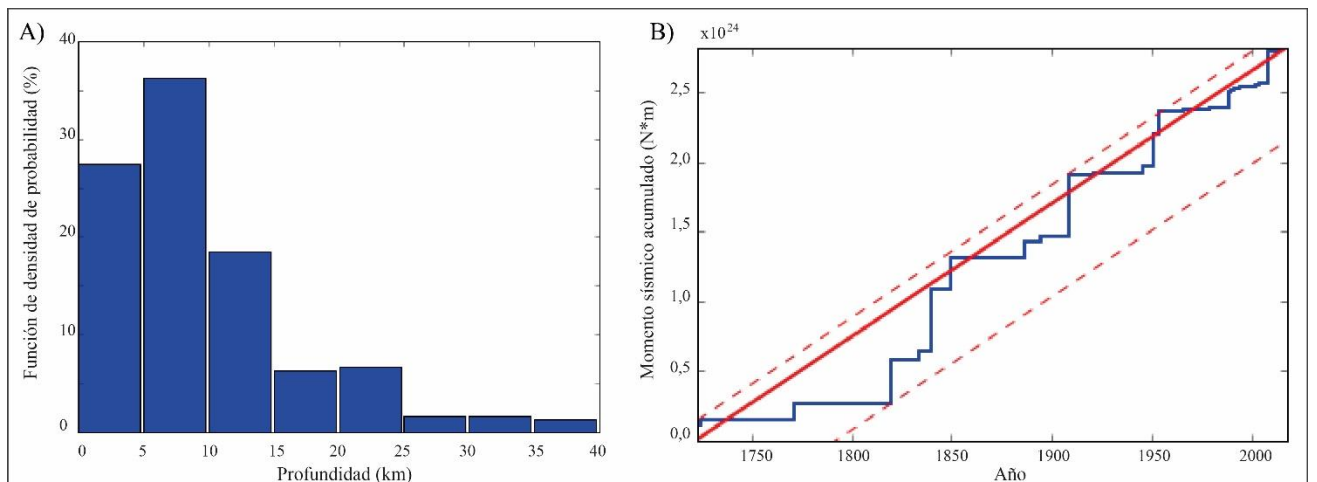 A)
Función de densidad de probabilidad (%)
40
30
20
10
0
0 5 10 15 20 25 30 35 40
Profundidad (km)
B)
x10²⁴
Momento sísmico acumulado (N*m)
2,5
2,0
1,5
1,0
0,5
0,0
1750 1800 1850 1900 1950 2000
Año